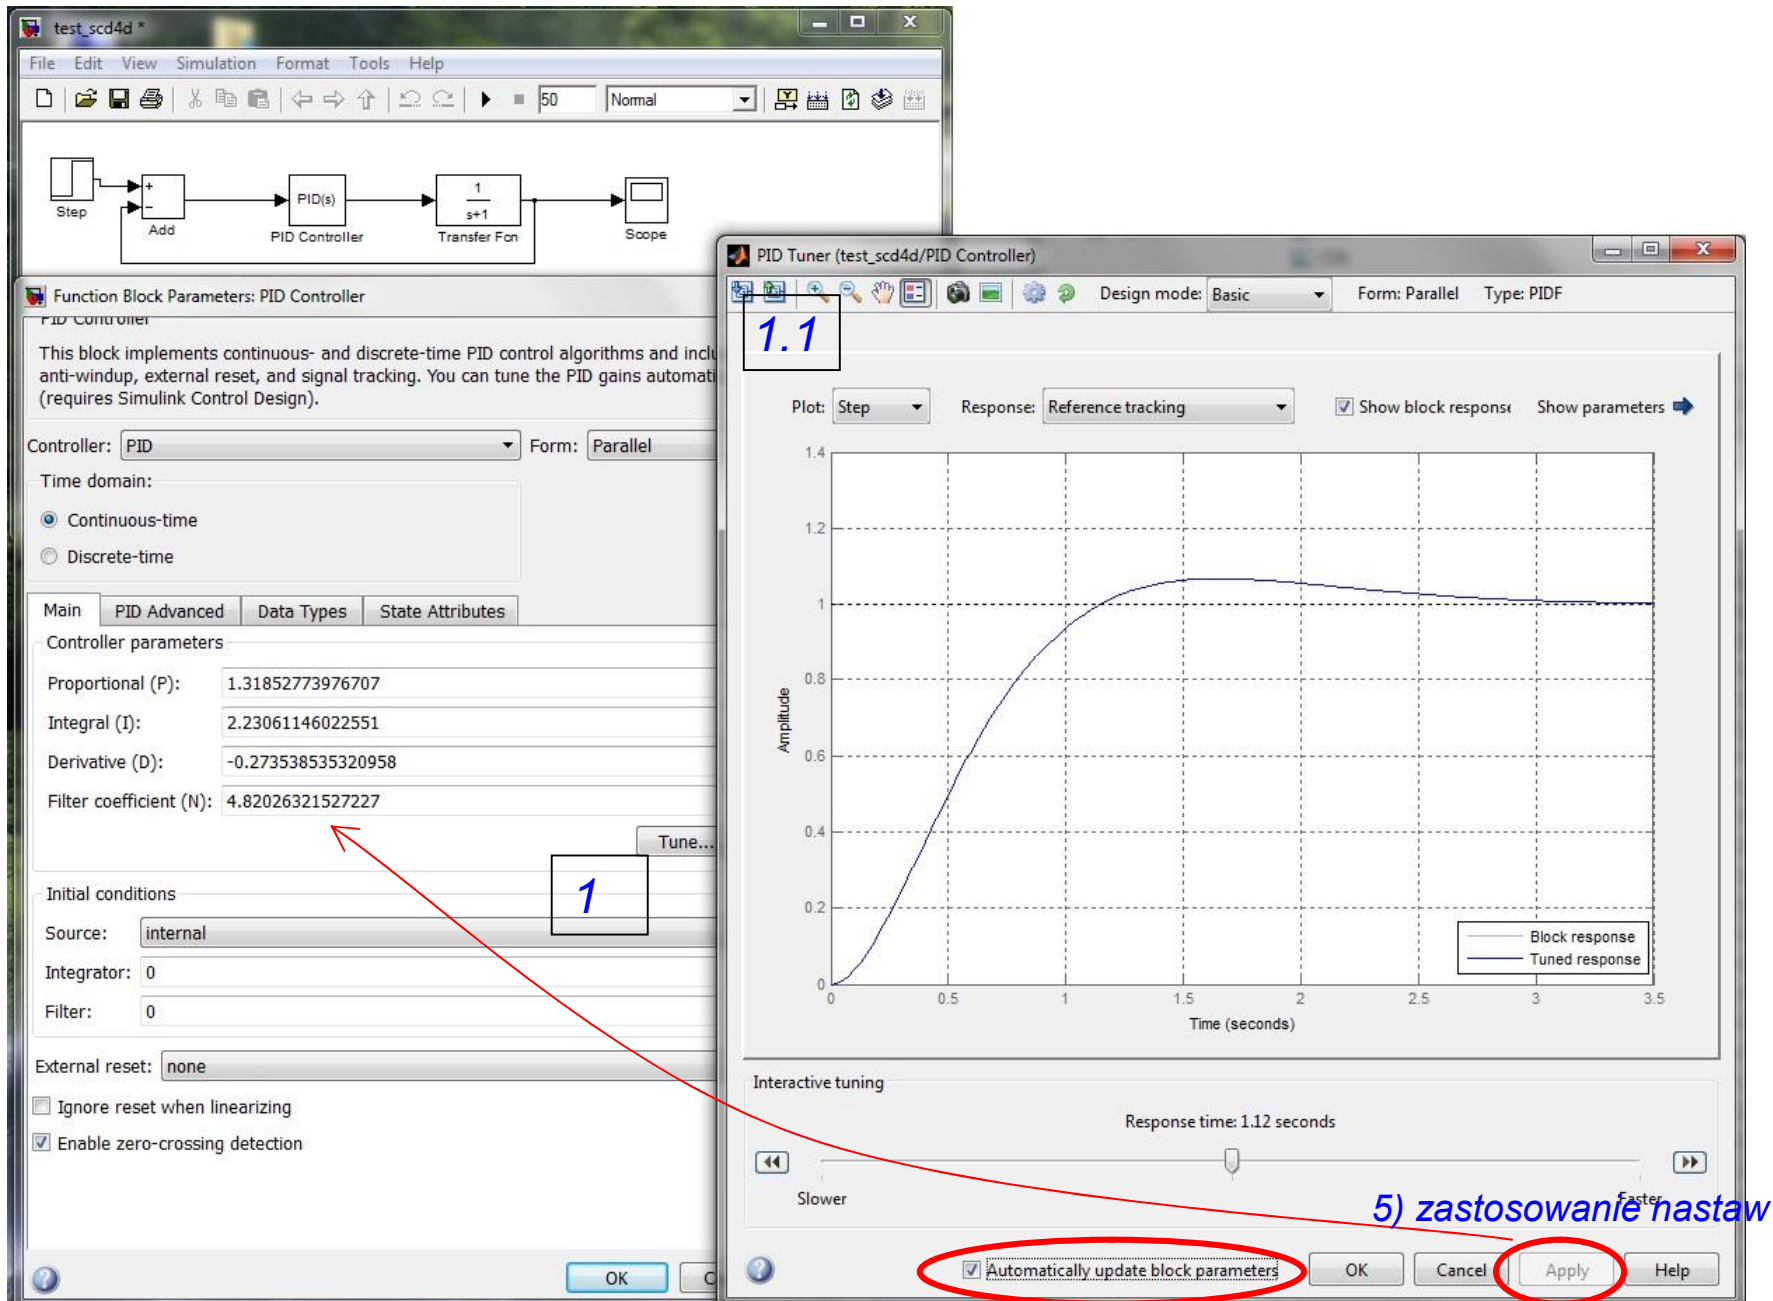 test_scd4d *
File Edit View Simulation Format Tools Help
50 Normal
Step
+
−
Add
PID(s)
PID Controller
1
s+1
Transfer Fcn
Scope
Function Block Parameters: PID Controller
PID Controller
This block implements continuous- and discrete-time PID control algorithms and
anti-windup, external reset, and signal tracking. You can tune the PID gains
(requires Simulink Control Design).
Controller: PID Form: Parallel
Time domain:
Continuous-time
Discrete-time
Main PID Advanced Data Types State Attributes
Controller parameters
Proportional (P): 1.31852773976707
Integral (I): 2.23061146022551
Derivative (D): -0.273538535320958
Filter coefficient (N): 4.82026321527227
Tune...
1
Initial conditions
Source: internal
Integrator: 0
Filter: 0
External reset: none
Ignore reset when linearizing
Enable zero-crossing detection
OK C
PID Tuner (test_scd4d/PID Controller)
Design mode: Basic Form: Parallel Type: PIDF
1.1
Plot: Step Response: Reference tracking Show block response Show parameters
1.4
1.2
1
0.8
0.6
0.4
0.2
0
Amplitude
0 0.5 1 1.5 2 2.5 3 3.5
Time (seconds)
Block response
Tuned response
Interactive tuning
Response time: 1.12 seconds
Slower Faster
5) zastosowanie nastaw
Automatically update block parameters OK Cancel Apply Help